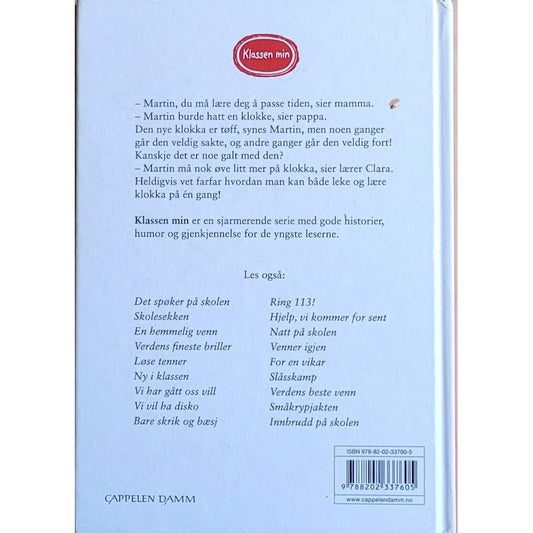 Klassen min
– Martin, du må lære deg å passe tiden, sier mamma.
– Martin burde hatt en klokke, sier pappa.
Den nye klokka er tøff, synes Martin, men noen ganger
går den veldig sakte, og andre ganger går den veldig fort!
Kanskje det er noe galt med den?
– Martin må nok øve litt mer på klokka, sier lærer Clara.
Heldigvis vet farfar hvordan man kan både leke og lære
klokka på én gang!
Klassen min er en sjarmerende serie med gode historier,
humor og gjenkjennelse for de yngste leserne.
Les også:
Det spøker på skolen
Skolesekken
En hemmelig venn
Verdens fineste briller
Løse tenner
Ny i klassen
Vi har gått oss vill
Vi vil ha disko
Bare skrik og bæsj
Ring 113!
Hjelp, vi kommer for sent
Natt på skolen
Venner igjen
For en vikar
Slåsskamp
Verdens beste venn
Småkrypjakten
Innbrudd på skolen
ISBN 978-82-02-33760-5
9 788202 337605
www.cappelendamm.no
CAPPELEN DAMM